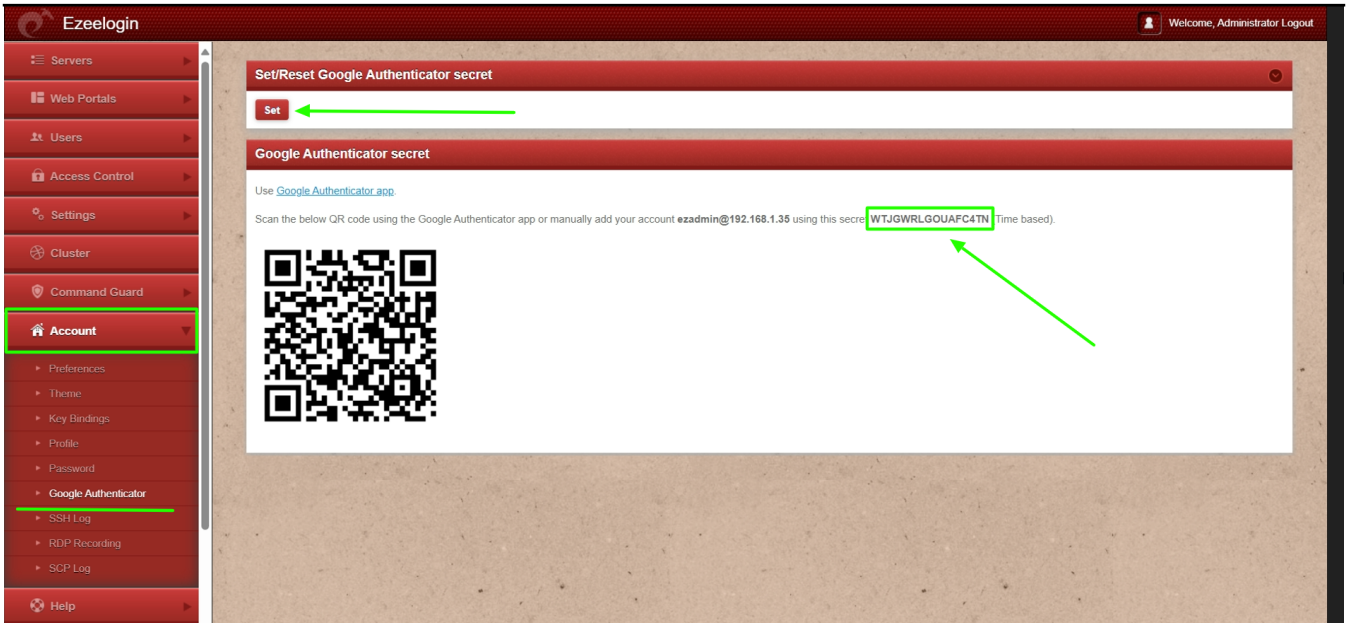 Ezeelogin
Welcome, Administrator Logout
Servers
Web Portals
Users
Access Control
Settings
Cluster
Command Guard
Account
Preferences
Theme
Key Bindings
Profile
Password
Google Authenticator
SSH Log
RDP Recording
SCP Log
Help
Set/Reset Google Authenticator secret
Set
Google Authenticator secret
Use Google Authenticator app.
Scan the below QR code using the Google Authenticator app or manually add your account ezadmin@192.168.1.35 using this secre WTJGWRLGOUAFC4TN Time based).